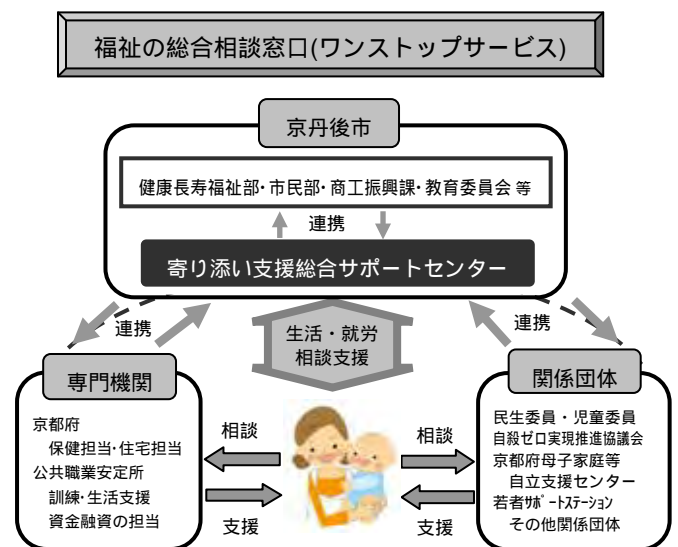 福祉の総合相談窓口(ワンストップサービス)
京丹後市
健康長寿福祉部・市民部・商工振興課・教育委員会 等
連携
寄り添い支援総合サポートセンター
連携
生活・就労
相談支援
連携
専門機関
京都府
保健担当・住宅担当
公共職業安定所
訓練・生活支援
資金融資の担当
相談
支援
相談
支援
関係団体
民生委員・児童委員
自殺ゼロ実現推進協議会
京都府母子家庭等
自立支援センター
若者ｻﾎﾟｰﾄｽﾃｰｼｮﾝ
その他関係団体